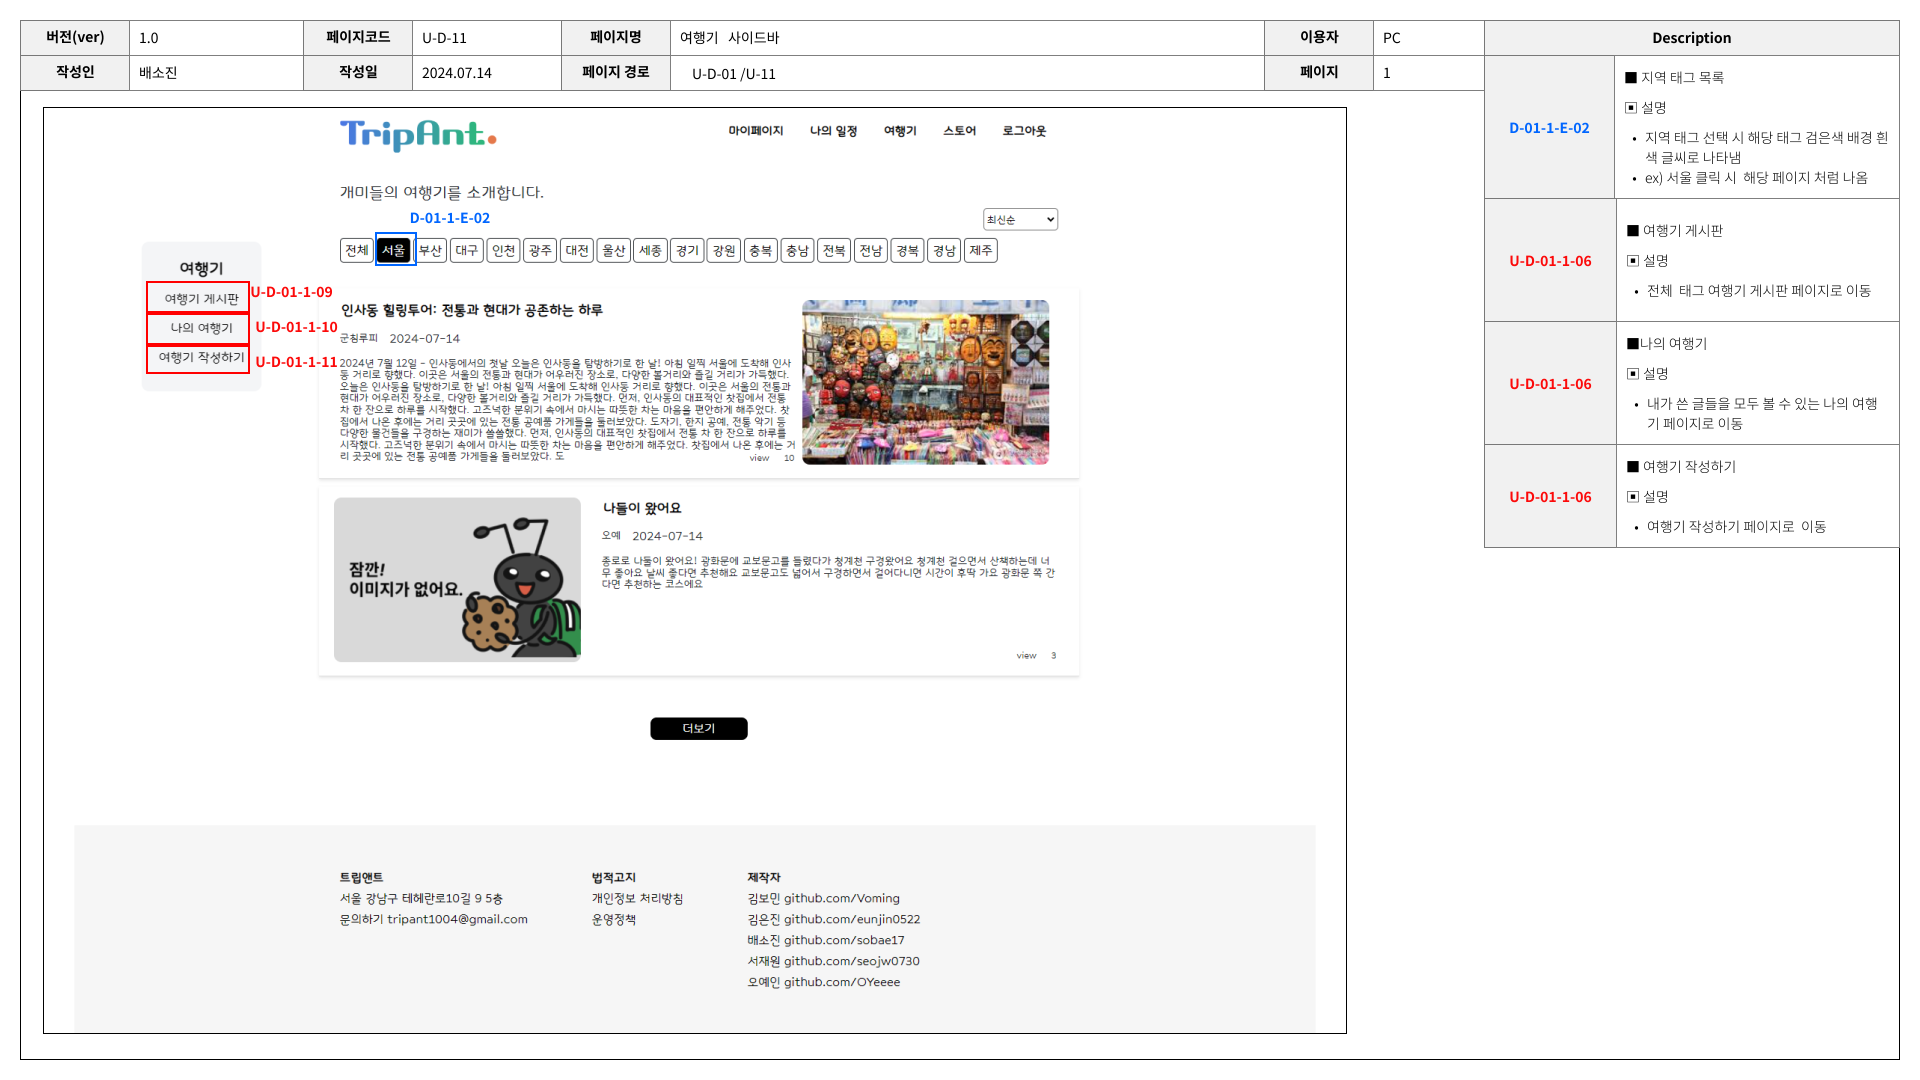 버전(ver) 1.0 페이지코드 U-D-11 페이지명 여행기 사이드바 이용자 PC
작성인 배소진 작성일 2024.07.14 페이지 경로 U-D-01 /U-11 페이지 1
TripAnt.
마이페이지 나의 일정 여행기 스토어 로그아웃
개미들의 여행기를 소개합니다.
D-01-1-E-02
최신순
전체 서울 부산 대구 인천 광주 대전 울산 세종 경기 강원 충북 충남 전북 전남 경북 경남 제주
여행기
여행기 게시판 U-D-01-1-09
나의 여행기 U-D-01-1-10
여행기 작성하기 U-D-01-1-11
인사동 힐링투어: 전통과 현대가 공존하는 하루
군침루피 2024-07-14
2024년 7월 12일 - 인사동에서의 첫날 오늘은 인사동을 탐방하기로 한 날! 아침 일찍 서울에 도착해 인사
동 거리로 향했다. 이곳은 서울의 전통과 현대가 어우러진 장소로, 다양한 볼거리와 즐길 거리가 가득했다.
오늘은 인사동을 탐방하기로 한 날! 아침 일찍 서울에 도착해 인사동 거리로 향했다. 이곳은 서울의 전통과
현대가 어우러진 장소로, 다양한 볼거리와 즐길 거리가 가득했다. 먼저, 인사동의 대표적인 찻집에서 전통
차 한 잔으로 하루를 시작했다. 고즈넉한 분위기 속에서 마시는 따뜻한 차는 마음을 편안하게 해주었다. 찻
집에서 나온 후에는 거리 곳곳에 있는 전통 공예품 가게들을 둘러보았다. 도자기, 한지 공예, 전통 악기 등
다양한 물건들을 구경하는 재미가 쏠쏠했다. 먼저, 인사동의 대표적인 찻집에서 전통 차 한 잔으로 하루를
시작했다. 고즈넉한 분위기 속에서 마시는 따뜻한 차는 마음을 편안하게 해주었다. 찻집에서 나온 후에는 거
리 곳곳에 있는 전통 공예품 가게들을 둘러보았다. 도
view 10
잠깐!
이미지가 없어요.
나들이 왔어요
오예 2024-07-14
종로로 나들이 왔어요! 광화문에 교보문고를 들렸다가 청계천 구경왔어요 청계천 걸으면서 산책하는데 너
무 좋아요 날씨 좋다면 추천해요 교보문고도 넓어서 구경하면서 걸어다니면 시간이 후딱 가요 광화문 쪽 간
다면 추천하는 코스에요
view 3
더보기
트립앤트
서울 강남구 테헤란로10길 9 5층
문의하기 tripant1004@gmail.com
법적고지
개인정보 처리방침
운영정책
제작자
김보민 github.com/Voming
김은진 github.com/eunjin0522
배소진 github.com/sobae17
서재원 github.com/seojw0730
오예인 github.com/OYeeee
Description
D-01-1-E-02
■ 지역 태그 목록
▣ 설명
• 지역 태그 선택 시 해당 태그 검은색 배경 흰
색 글씨로 나타냄
• ex) 서울 클릭 시 해당 페이지 처럼 나옴
U-D-01-1-06
■ 여행기 게시판
▣ 설명
• 전체 태그 여행기 게시판 페이지로 이동
U-D-01-1-06
■나의 여행기
▣ 설명
• 내가 쓴 글들을 모두 볼 수 있는 나의 여행
기 페이지로 이동
U-D-01-1-06
■ 여행기 작성하기
▣ 설명
• 여행기 작성하기 페이지로 이동